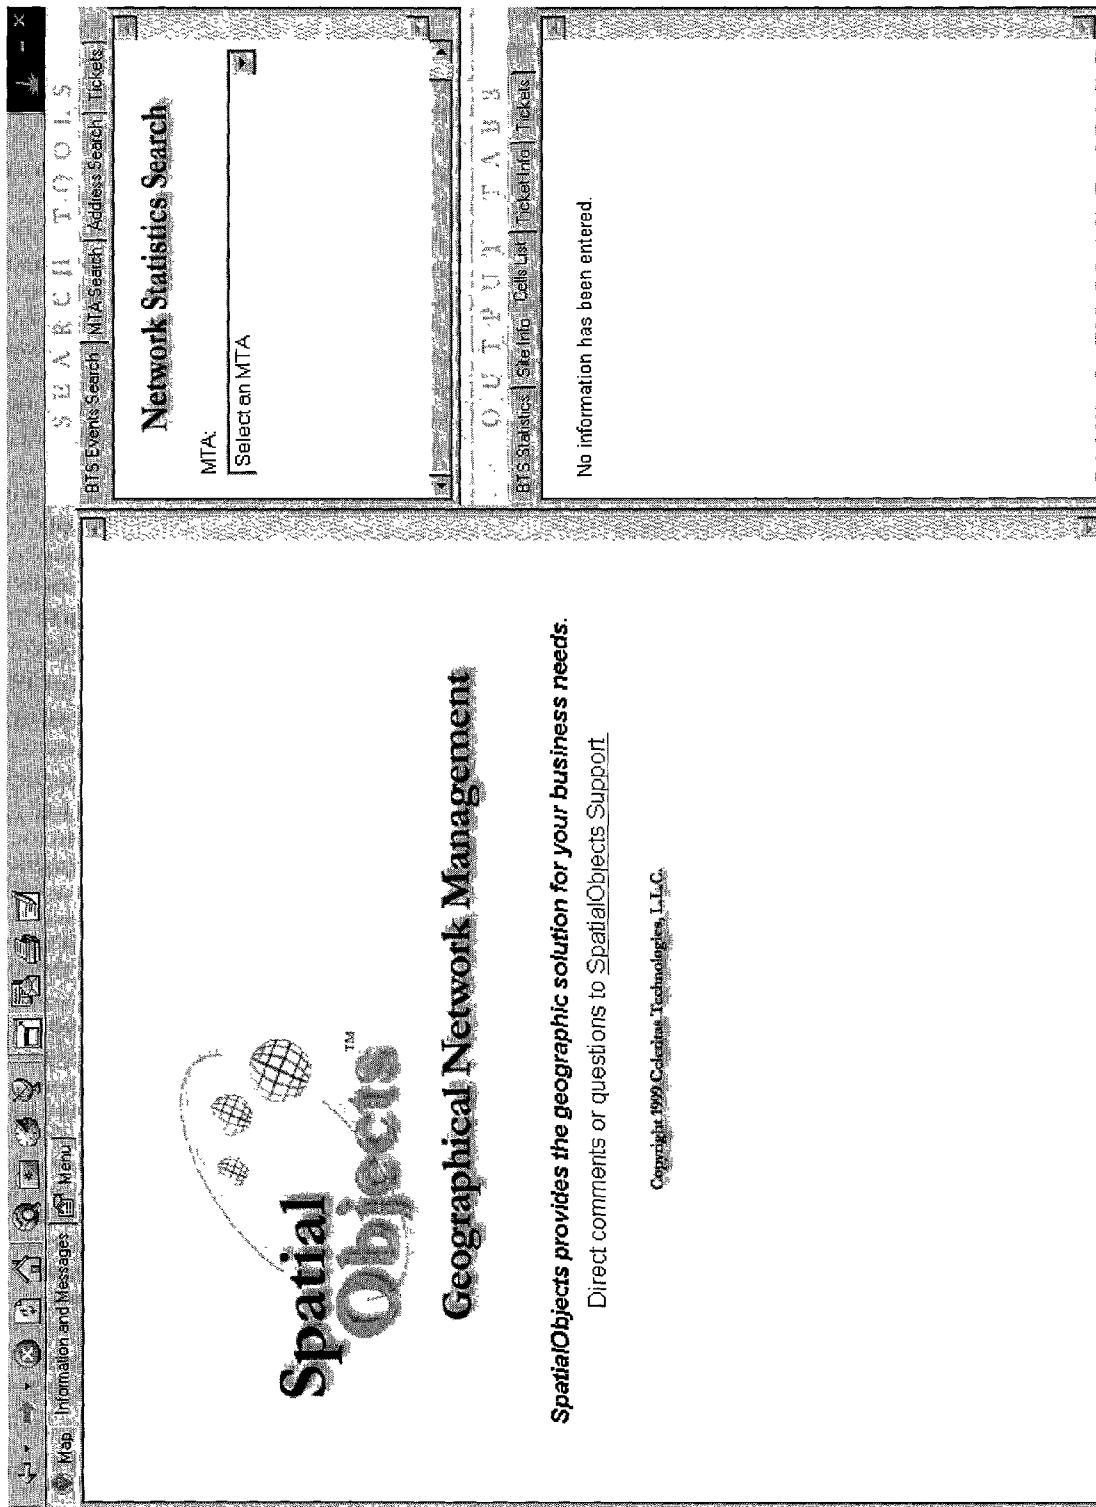 Map Information and Messages Menu
Spatial
Objects™
Geographical Network Management
SpatialObjects provides the geographic solution for your business needs.
Direct comments or questions to SpatialObjects Support
Copyright 1999 Celeritas Technologies, L.L.C.
SEARCH TOOLS
BTS Events Search MTA Search Address Search Tickets
Network Statistics Search
MTA:
Select an MTA
OUTPUT TABS
BTS Statistics Site Info Cells List Ticket Info Tickets
No information has been entered.